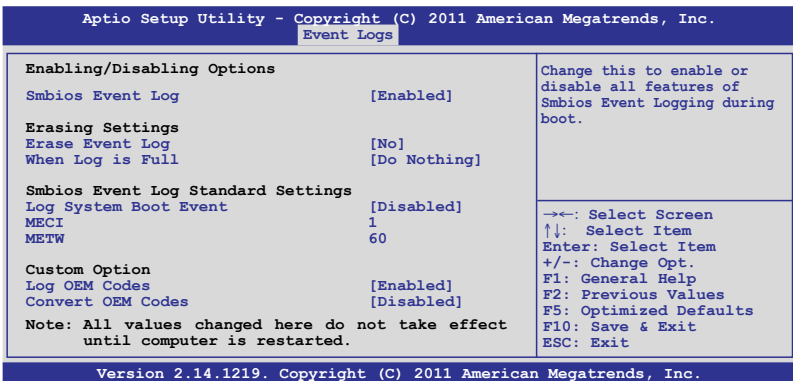 Aptio Setup Utility - Copyright (C) 2011 American Megatrends, Inc.
Event Logs
Enabling/Disabling Options
Smbios Event Log [Enabled]
Erasing Settings
Erase Event Log [No]
When Log is Full [Do Nothing]
Smbios Event Log Standard Settings
Log System Boot Event [Disabled]
MECI 1
METW 60
Custom Option
Log OEM Codes [Enabled]
Convert OEM Codes [Disabled]
Note: All values changed here do not take effect
until computer is restarted.
Change this to enable or
disable all features of
Smbios Event Logging during
boot.
→←: Select Screen
↑↓: Select Item
Enter: Select Item
+/-: Change Opt.
F1: General Help
F2: Previous Values
F5: Optimized Defaults
F10: Save & Exit
ESC: Exit
Version 2.14.1219. Copyright (C) 2011 American Megatrends, Inc.